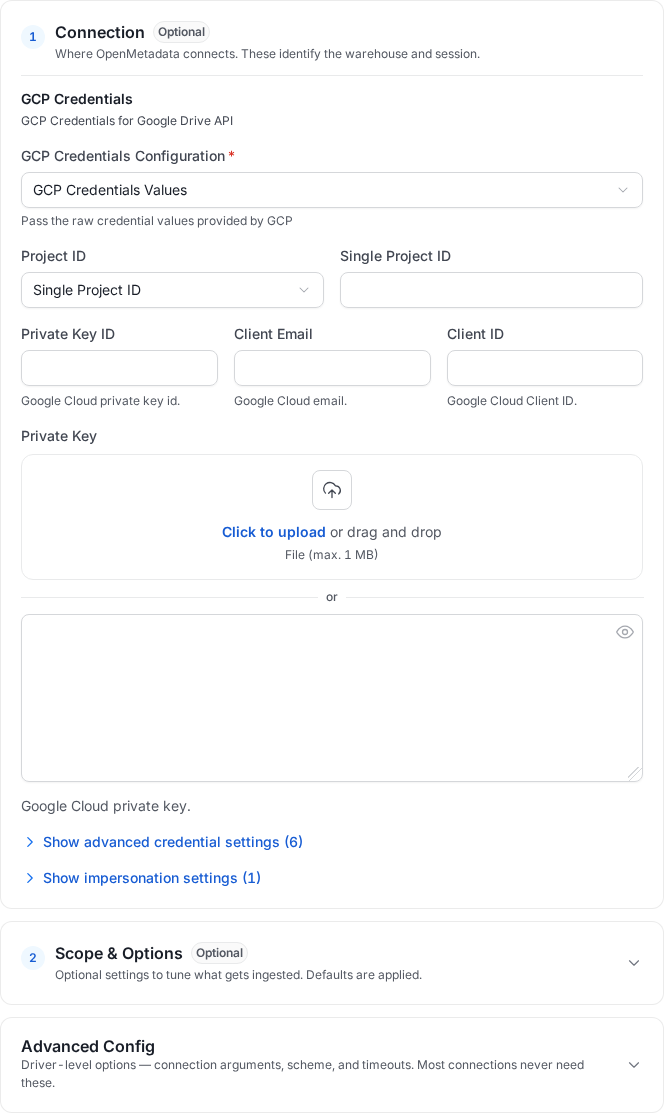 1 Connection Optional
Where OpenMetadata connects. These identify the warehouse and session.
GCP Credentials
GCP Credentials for Google Drive API
GCP Credentials Configuration *
GCP Credentials Values
Pass the raw credential values provided by GCP
Project ID Single Project ID
Single Project ID
Private Key ID Client Email Client ID
Google Cloud private key id. Google Cloud email. Google Cloud Client ID.
Private Key
Click to upload or drag and drop
File (max. 1 MB)
or
Google Cloud private key.
Show advanced credential settings (6)
Show impersonation settings (1)
2 Scope & Options Optional
Optional settings to tune what gets ingested. Defaults are applied.
Advanced Config
Driver-level options — connection arguments, scheme, and timeouts. Most connections never need
these.